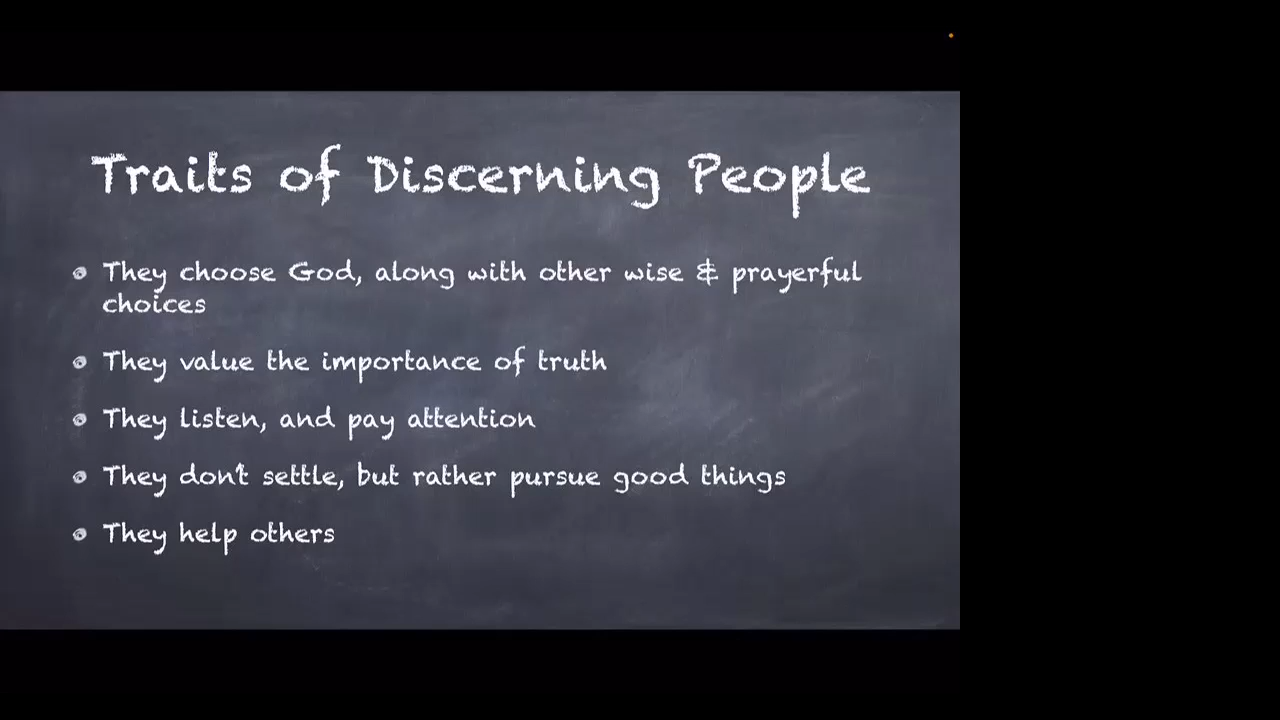 Traits of Discerning People
They choose God, along with other wise & prayerful
choices
They value the importance of truth
They listen, and pay attention
They don't settle, but rather pursue good things
They help others